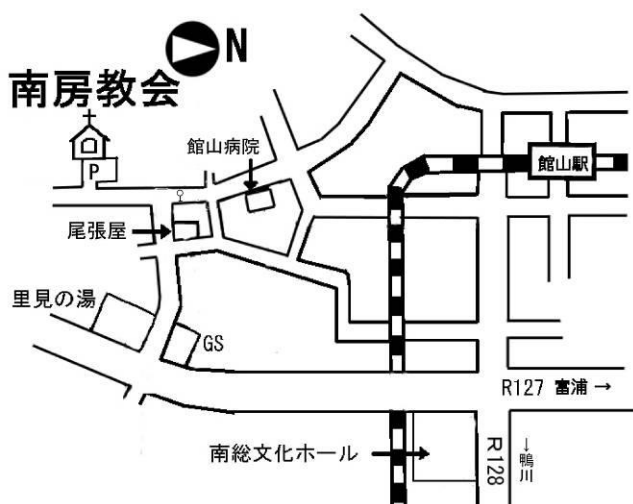 N
南房教会
P
館山病院
館山駅
尾張屋
里見の湯
GS
R127 富浦 →
南総文化ホール
R128
↓鴨川